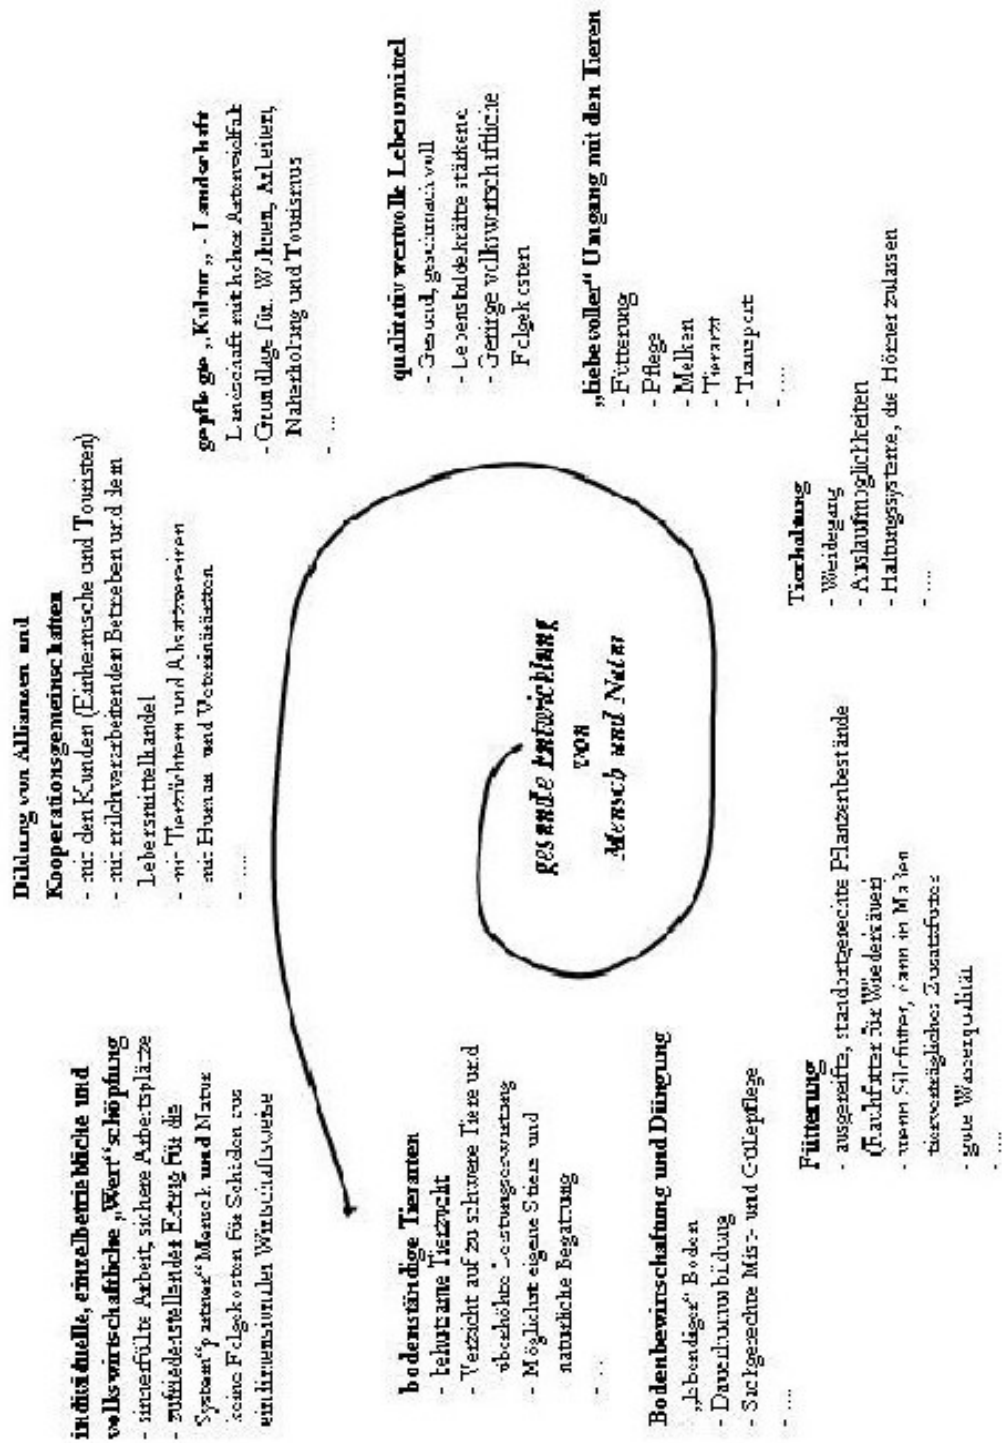 individuelle, einzelbetriebliche und
volkswirtschaftliche „Wert“schöpfung
- sinnerfüllte Arbeit, sichere Arbeitsplätze
- zufriedenstellender Ertrag für die
„System“partner“ Mensch und Natur
- keine Folgekosten für Schäden aus
eindimensionaler Wirtschaftsweise
Bildung von Allianzen und
Kooperationsgemeinschaften
- mit den Kunden (Einheimische und Touristen)
- mit milchverarbeitenden Betrieben und dem
Lebensmittelhandel
- mit Tierzüchtern und Absatzvereinen
- mit Human- und Veterinärärzten
- ....
gepflegte „Kultur„ - Landschaft
Landschaft mit hoher Artenvielfalt
- Grundlage für: Wohnen, Arbeiten,
Naherholung und Tourismus
- ...
qualitativ wertvolle Lebensmittel
- Gesund, geschmackvoll
- Lebensbildekräfte stärkend
- Geringe volkswirtschaftliche
Folgekosten
„liebevoller“ Umgang mit den Tieren
- Fütterung
- Pflege
- Melken
- Tierarzt
- Transport
- ....
Tierhaltung
- Weidegang
- Auslaufmöglichkeiten
- Haltungssysteme, die Hörner zulassen
- ....
Fütterung
- ausgereifte, standortgerechte Pflanzenbestände
(Rauhfutter für Wiederkäuer)
- wenn Silofutter, dann in Maßen
tierverträgliches Zusatzfutter
- gute Wasserqualität
- ....
Bodenbewirtschaftung und Düngung
„lebendiger“ Boden
- Dauerhumusbildung
- Sachgerechte Mist- und Güllepflege
- ....
bodenständige Tierarten
- behutsame Tierzucht
- Verzicht auf zu schwere Tiere und
überhöhte Leistungserwartung
- Möglichst eigene Stiere und
natürliche Begattung
- ...
gesunde Entwicklung
von
Mensch und Natur